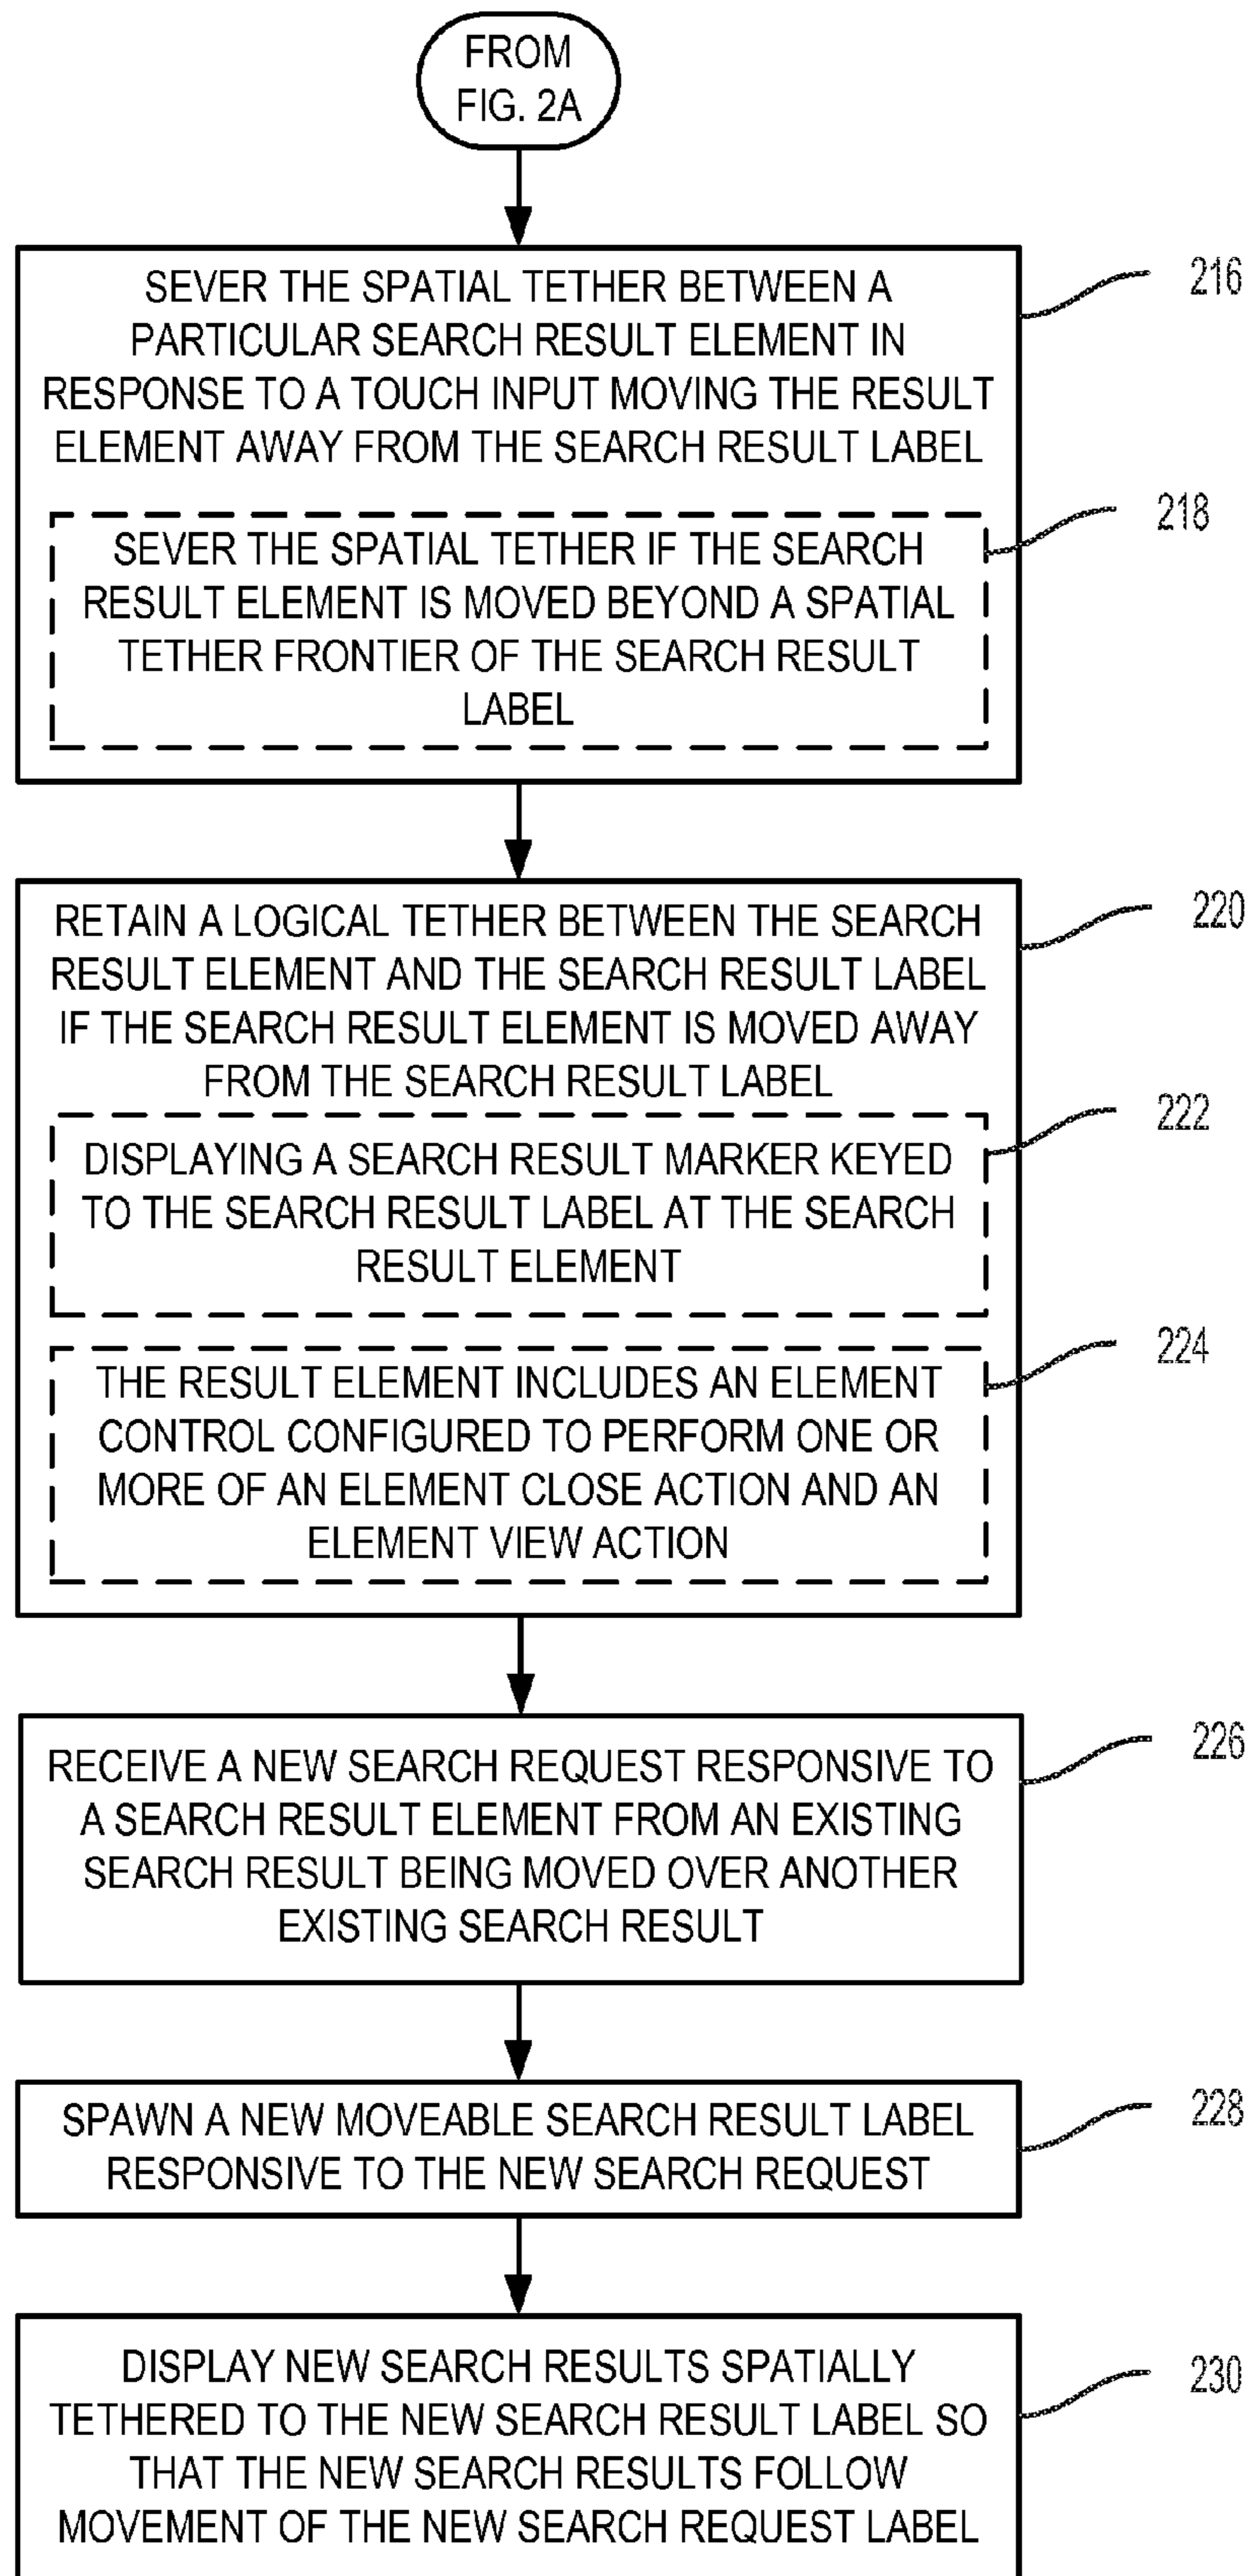 FROM
FIG. 2A
SEVER THE SPATIAL TETHER BETWEEN A
PARTICULAR SEARCH RESULT ELEMENT IN
RESPONSE TO A TOUCH INPUT MOVING THE RESULT
ELEMENT AWAY FROM THE SEARCH RESULT LABEL
216
SEVER THE SPATIAL TETHER IF THE SEARCH
RESULT ELEMENT IS MOVED BEYOND A SPATIAL
TETHER FRONTIER OF THE SEARCH RESULT
LABEL
218
RETAIN A LOGICAL TETHER BETWEEN THE SEARCH
RESULT ELEMENT AND THE SEARCH RESULT LABEL
IF THE SEARCH RESULT ELEMENT IS MOVED AWAY
FROM THE SEARCH RESULT LABEL
220
DISPLAYING A SEARCH RESULT MARKER KEYED
TO THE SEARCH RESULT LABEL AT THE SEARCH
RESULT ELEMENT
222
THE RESULT ELEMENT INCLUDES AN ELEMENT
CONTROL CONFIGURED TO PERFORM ONE OR
MORE OF AN ELEMENT CLOSE ACTION AND AN
ELEMENT VIEW ACTION
224
RECEIVE A NEW SEARCH REQUEST RESPONSIVE TO
A SEARCH RESULT ELEMENT FROM AN EXISTING
SEARCH RESULT BEING MOVED OVER ANOTHER
EXISTING SEARCH RESULT
226
SPAWN A NEW MOVEABLE SEARCH RESULT LABEL
RESPONSIVE TO THE NEW SEARCH REQUEST
228
DISPLAY NEW SEARCH RESULTS SPATIALLY
TETHERED TO THE NEW SEARCH RESULT LABEL SO
THAT THE NEW SEARCH RESULTS FOLLOW
MOVEMENT OF THE NEW SEARCH REQUEST LABEL
230